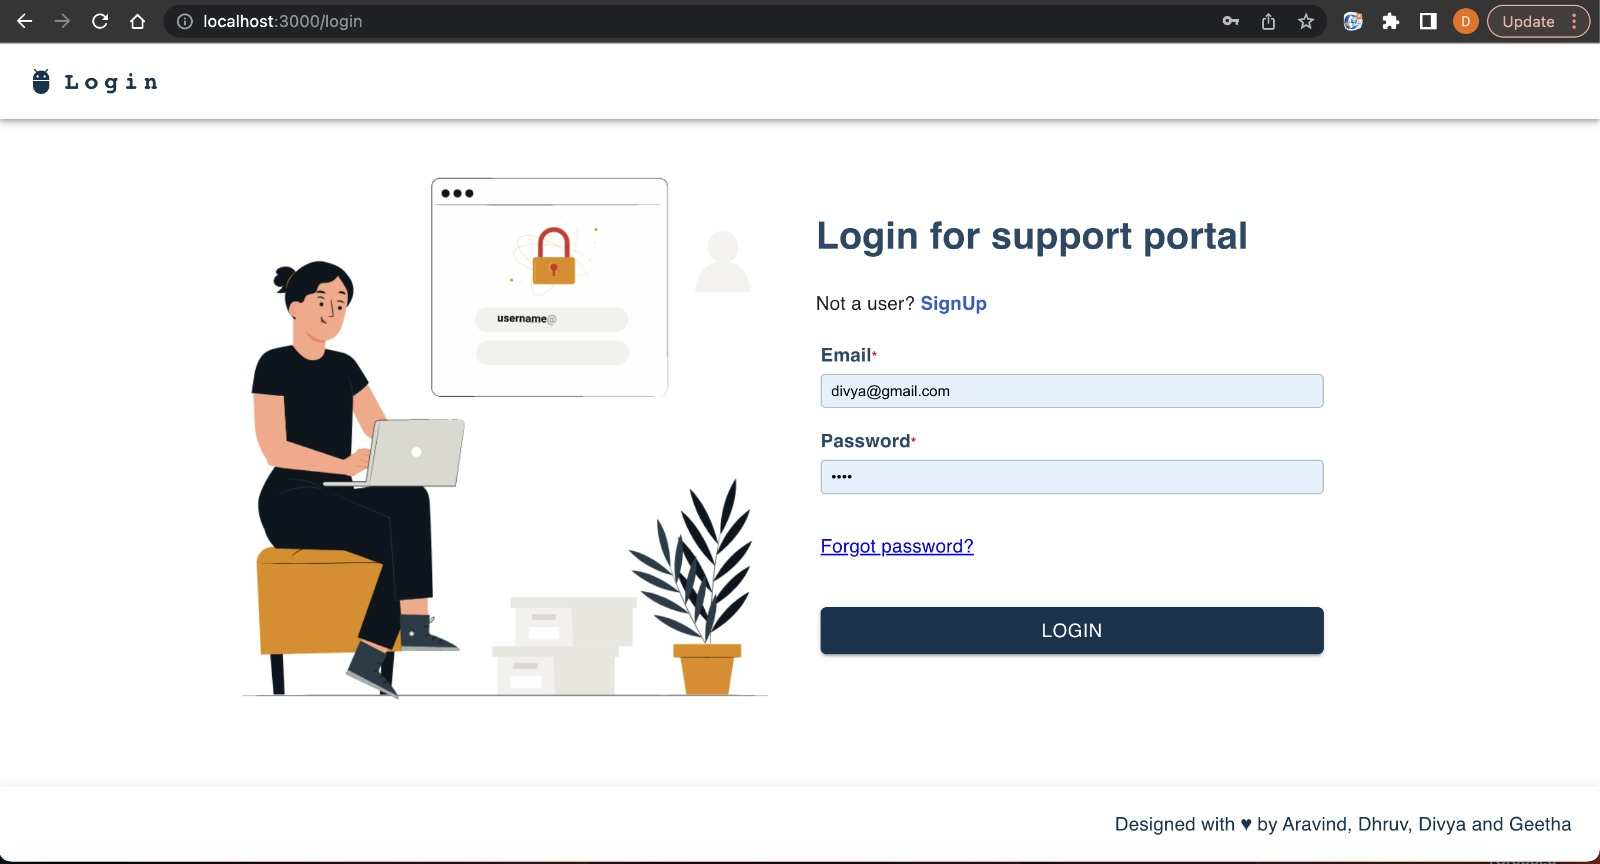 localhost:3000/login
D
Update
Login
username@
Login for support portal
Not a user? SignUp
Email*
divya@gmail.com
Password*
••••
Forgot password?
LOGIN
Designed with ♥ by Aravind, Dhruv, Divya and Geetha